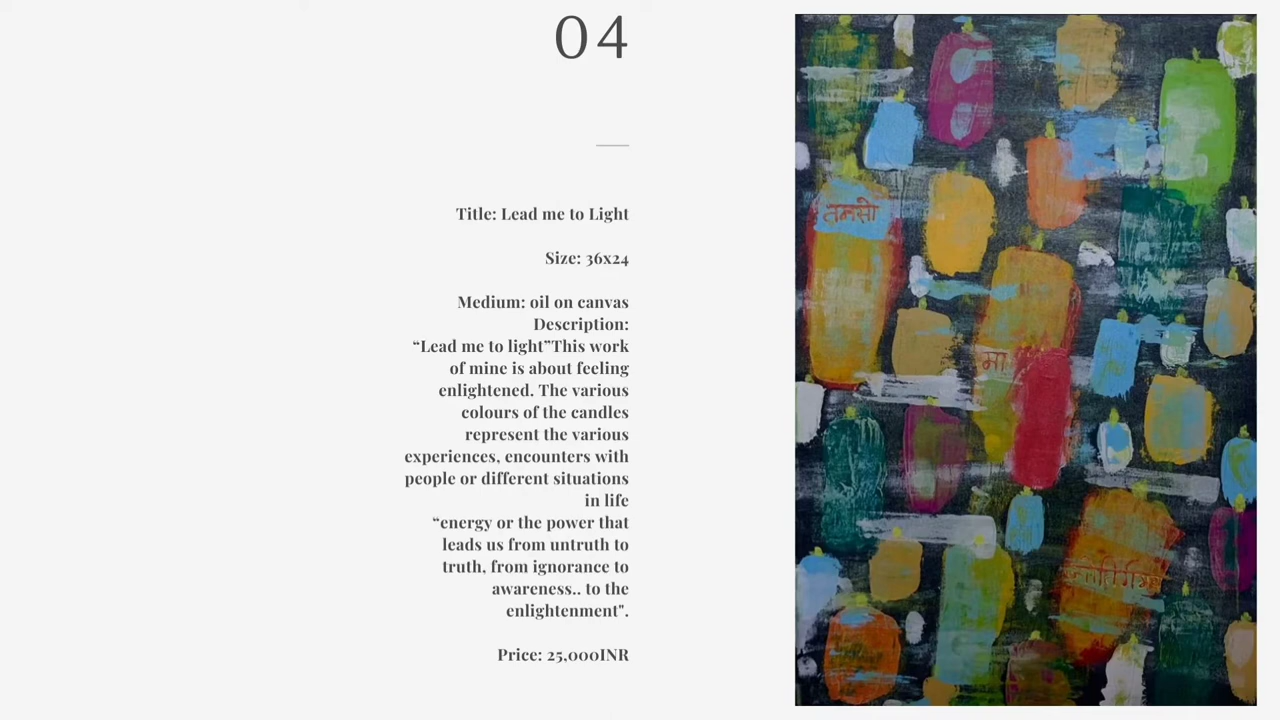 04
Title: Lead me to Light
Size: 36x24
Medium: oil on canvas
Description:
“Lead me to light”This work
of mine is about feeling
enlightened. The various
colours of the candles
represent the various
experiences, encounters with
people or different situations
in life
“energy or the power that
leads us from untruth to
truth, from ignorance to
awareness.. to the
enlightenment".
Price: 25,000INR
मा